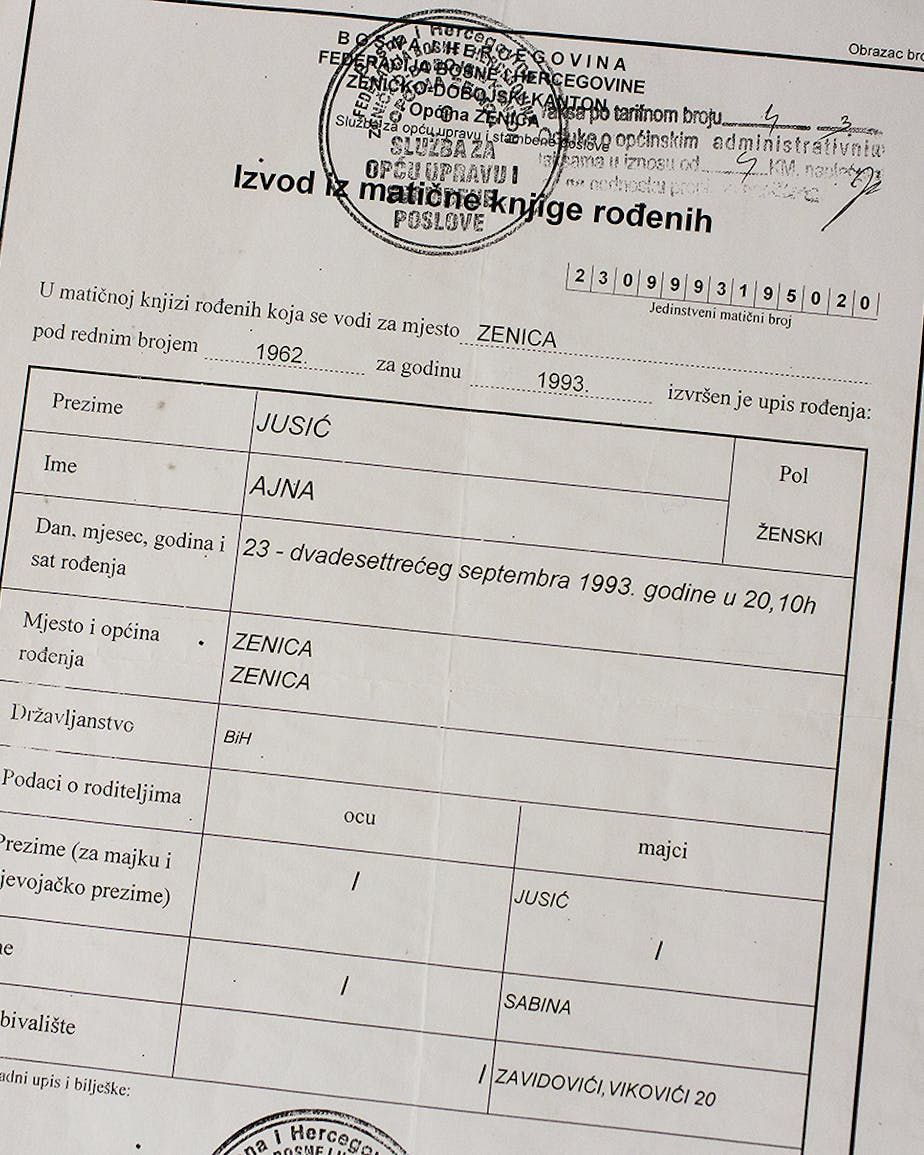 Obrazac bro
BOSNA I HERCEGOVINA
FEDERACIJA BOSNE I HERCEGOVINE
ZENIČKO-DOBOJSKI KANTON
Općina ZENICA
Služba za opću upravu i stambene poslove
taksa po tarifnom broju
Odluke o općinskim administrativnim
taksama u iznosu od KM
SLUŽBA ZA
OPĆU UPRAVU I
POSLOVE
Izvod iz matične knjige rođenih
2 3 0 9 9 9 3 1 9 5 0 2 0
Jedinstveni matični broj
U matičnoj knjizi rođenih koja se vodi za mjesto ZENICA
pod rednim brojem 1962. za godinu 1993. izvršen je upis rođenja:
Prezime JUSIĆ
Pol
Ime AJNA
ŽENSKI
Dan, mjesec, godina i
sat rođenja
23 - dvadesettrećeg septembra 1993. godine u 20,10h
Mjesto i općina
rođenja
ZENICA
ZENICA
Državljanstvo BiH
Podaci o roditeljima ocu majci
Prezime (za majku i
jevojačko prezime)
/ JUSIĆ
/
me / SABINA
bivalište / ZAVIDOVIĆI,VIKOVIĆI 20
adni upis i bilješke:
na i Hercego